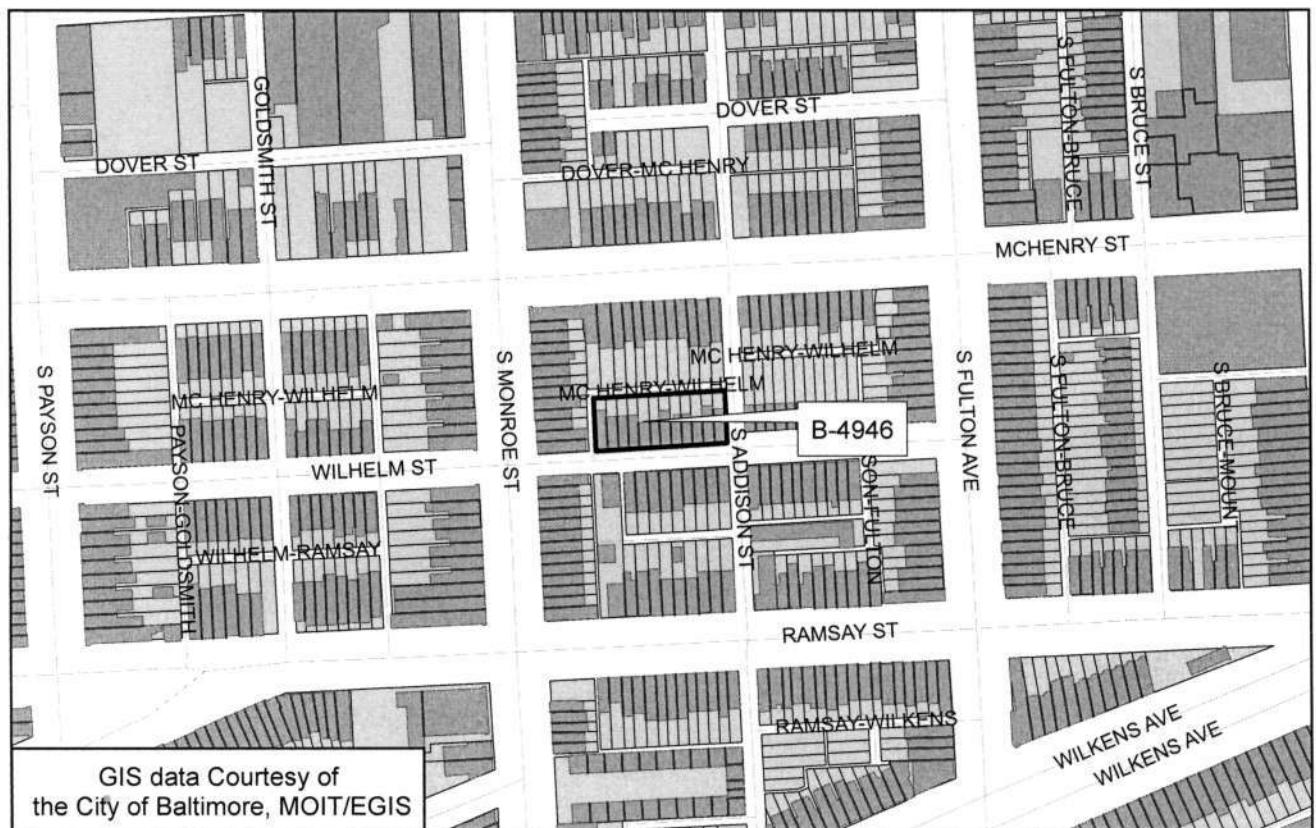 GOLDSMITH ST
S FULTON-BRUCE
S BRUCE ST
DOVER ST
DOVER ST
DOVER-MC HENRY
MCHENRY ST
S PAYSON ST
MC HENRY-WILHELM
PAYSON-GOLDSMITH
S MONROE ST
MC HENRY-WILHELM
MC HENRY-WILHELM
B-4946
S ADDISON ST
SON-FULTON
S FULTON AVE
S FULTON-BRUCE
S BRUCE-MOUN
WILHELM ST
WILHELM-RAMSAY
RAMSAY ST
RAMSAY-WILKENS
WILKENS AVE
WILKENS AVE
GIS data Courtesy of
the City of Baltimore, MOIT/EGIS